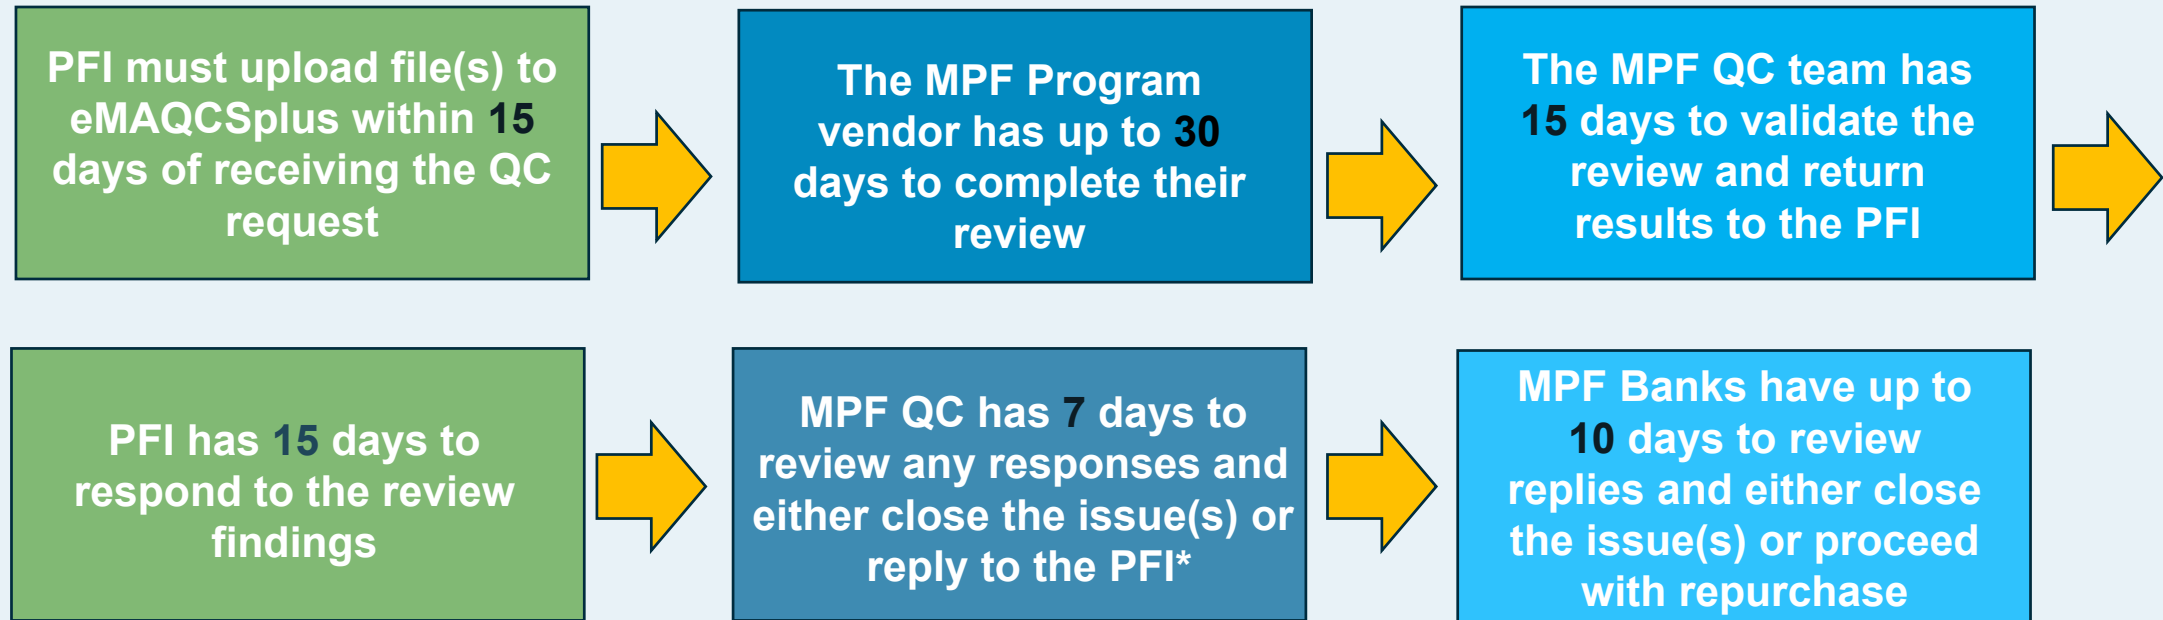 PFI must upload file(s) to
eMAQCSplus within 15
days of receiving the QC
request
The MPF Program
vendor has up to 30
days to complete their
review
The MPF QC team has
15 days to validate the
review and return
results to the PFI
PFI has 15 days to
respond to the review
findings
MPF QC has 7 days to
review any responses and
either close the issue(s) or
reply to the PFI*
MPF Banks have up to
10 days to review
replies and either close
the issue(s) or proceed
with repurchase